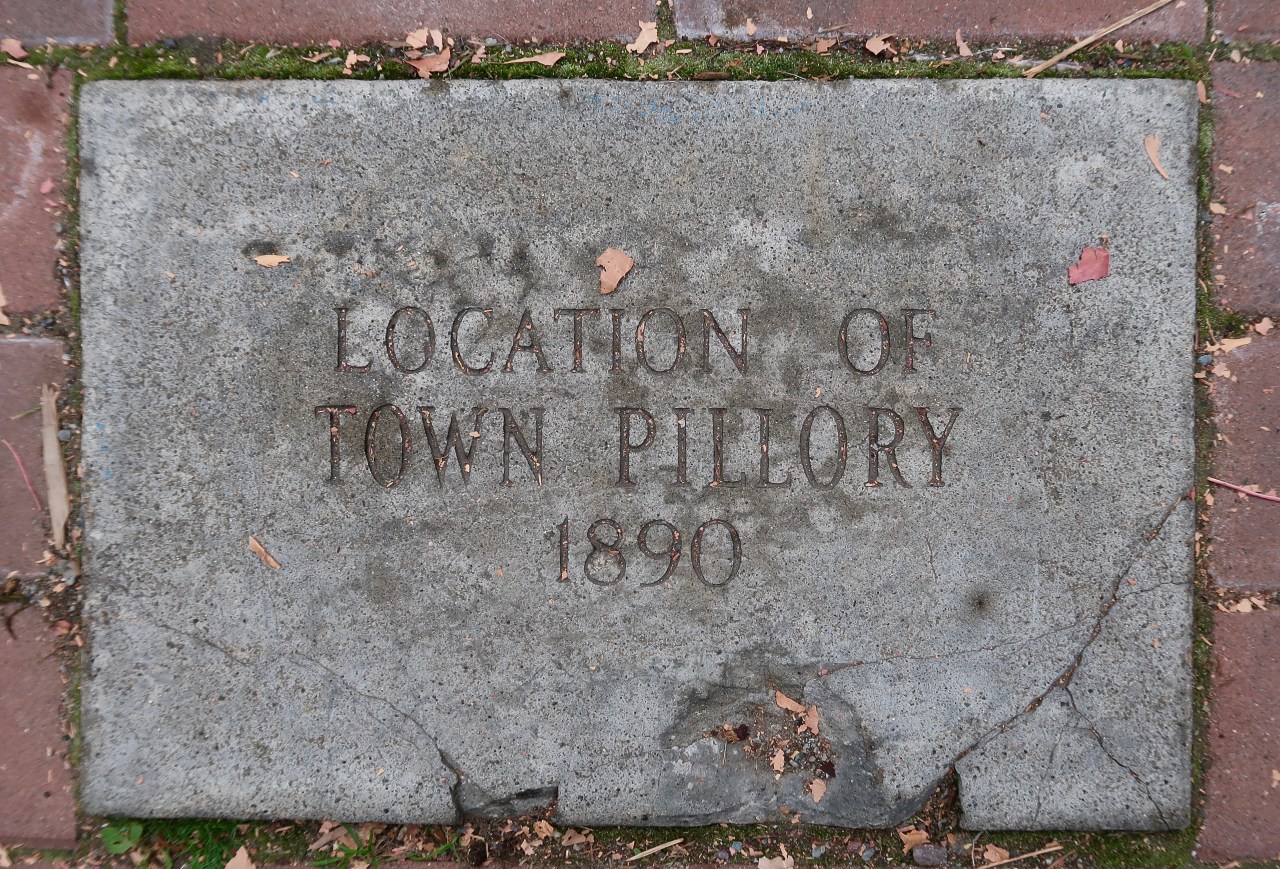 LOCATION OF
TOWN PILLORY
1890